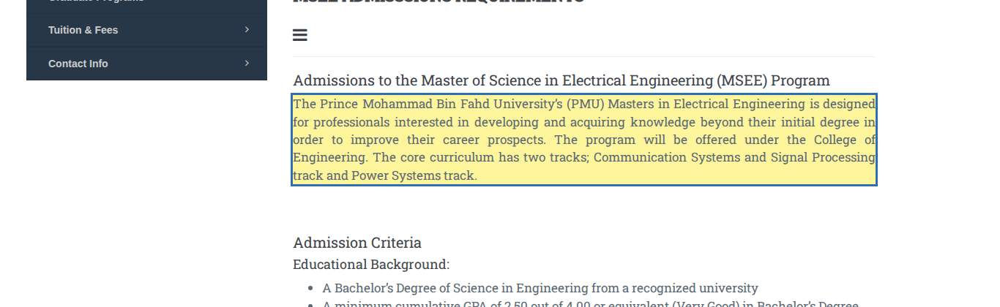 Graduate Programs
MSEE ADMISSSIONS REQUIREMENTS
Tuition & Fees
Contact Info
Admissions to the Master of Science in Electrical Engineering (MSEE) Program
The Prince Mohammad Bin Fahd University's (PMU) Masters in Electrical Engineering is designed
for professionals interested in developing and acquiring knowledge beyond their initial degree in
order to improve their career prospects. The program will be offered under the College of
Engineering. The core curriculum has two tracks; Communication Systems and Signal Processing
track and Power Systems track.
Admission Criteria
Educational Background:
A Bachelor's Degree of Science in Engineering from a recognized university
A minimum cumulative GPA of 2.50 out of 4.00 or equivalent (Very Good) in Bachelor's Degree